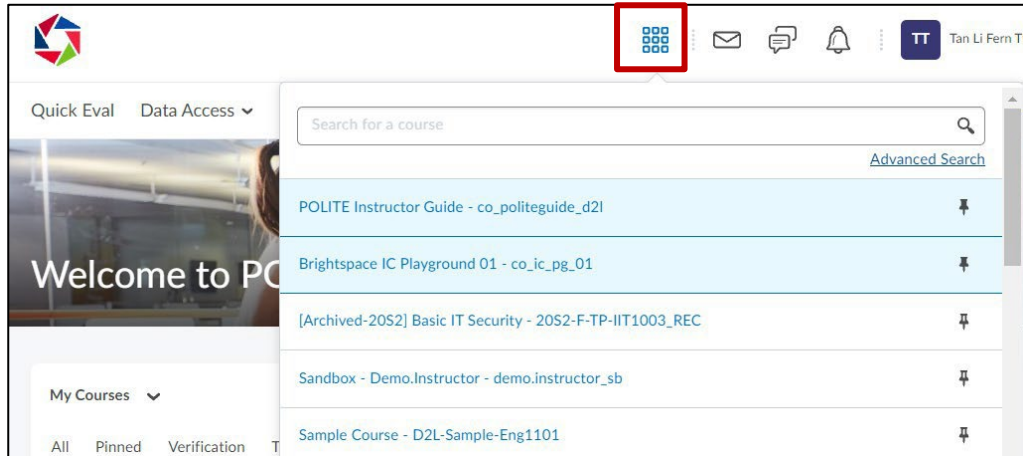 TT Tan Li Fern T
Quick Eval Data Access
Search for a course
Advanced Search
POLITE Instructor Guide - co_politeguide_d2l
Welcome to PO
Brightspace IC Playground 01 - co_ic_pg_01
[Archived-20S2] Basic IT Security - 20S2-F-TP-IIT1003_REC
My Courses
Sandbox - Demo.Instructor - demo.instructor_sb
All Pinned Verification T
Sample Course - D2L-Sample-Eng1101